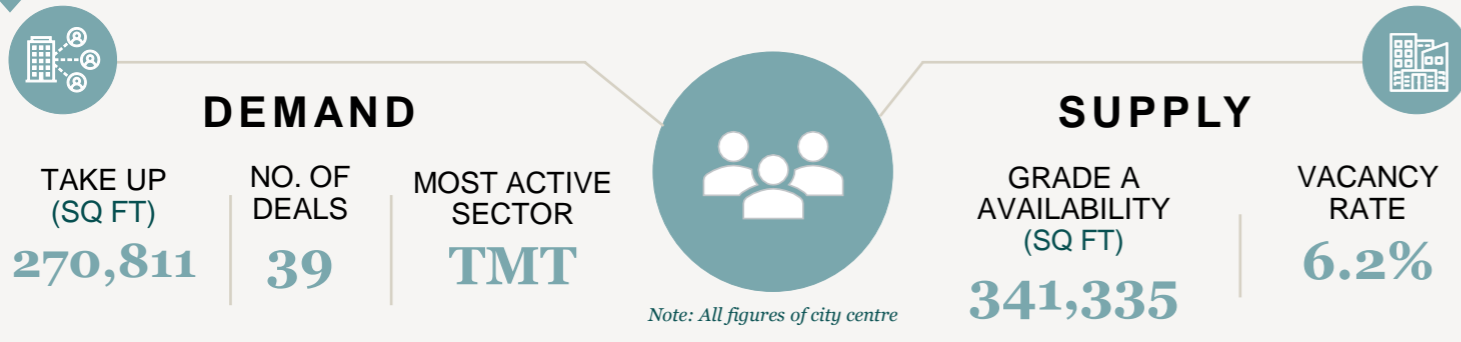 DEMAND
TAKE UP
(SQ FT)
270,811
NO. OF
DEALS
39
MOST ACTIVE
SECTOR
TMT
Note: All figures of city centre
SUPPLY
GRADE A
AVAILABILITY
(SQ FT)
341,335
VACANCY
RATE
6.2%